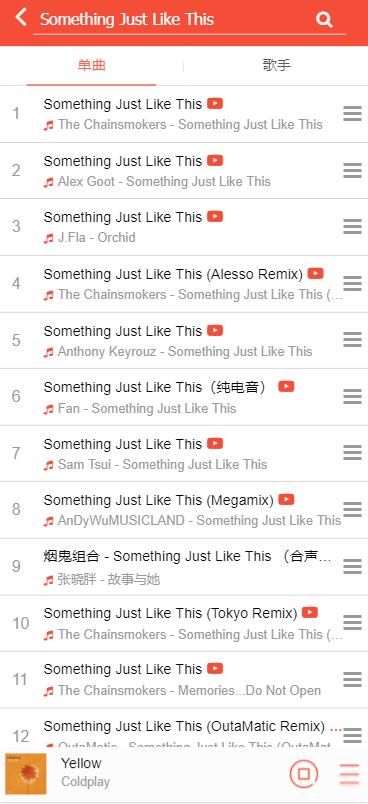 Something Just Like This
单曲
歌手
1
Something Just Like This
The Chainsmokers - Something Just Like This
2
Something Just Like This
Alex Goot - Something Just Like This
3
Something Just Like This
J.Fla - Orchid
4
Something Just Like This (Alesso Remix)
The Chainsmokers - Something Just Like This (...
5
Something Just Like This
Anthony Keyrouz - Something Just Like This
6
Something Just Like This（纯电音）
Fan - Something Just Like This
7
Something Just Like This
Sam Tsui - Something Just Like This
8
Something Just Like This (Megamix)
AnDyWuMUSICLAND - Something Just Like This
9
烟鬼组合 - Something Just Like This （合声...
张晓胖 - 故事与她
10
Something Just Like This (Tokyo Remix)
The Chainsmokers - Something Just Like This (...
11
Something Just Like This
The Chainsmokers - Memories...Do Not Open
12
Something Just Like This (OutaMatic Remix) ...
OutaMatic - Something Just Like This (OutaMat
Yellow
Coldplay